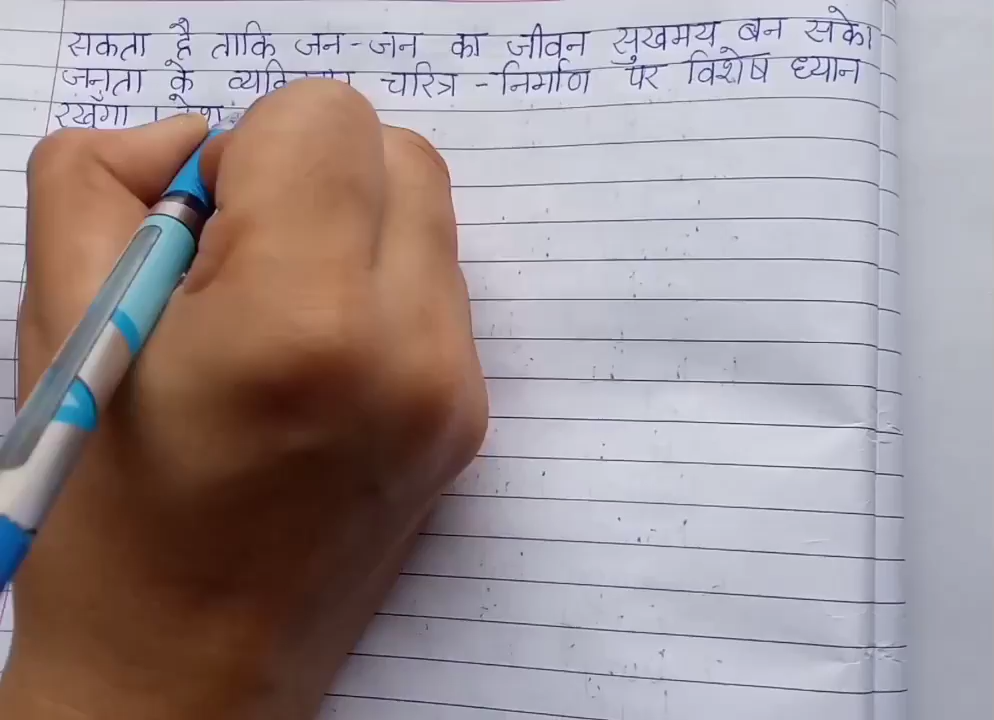 सकता है ताकि जन-जन का जीवन सुखमय बन सके।
जनता के चरित्र-निर्माण पर विशेष ध्यान
रखूंगा ।